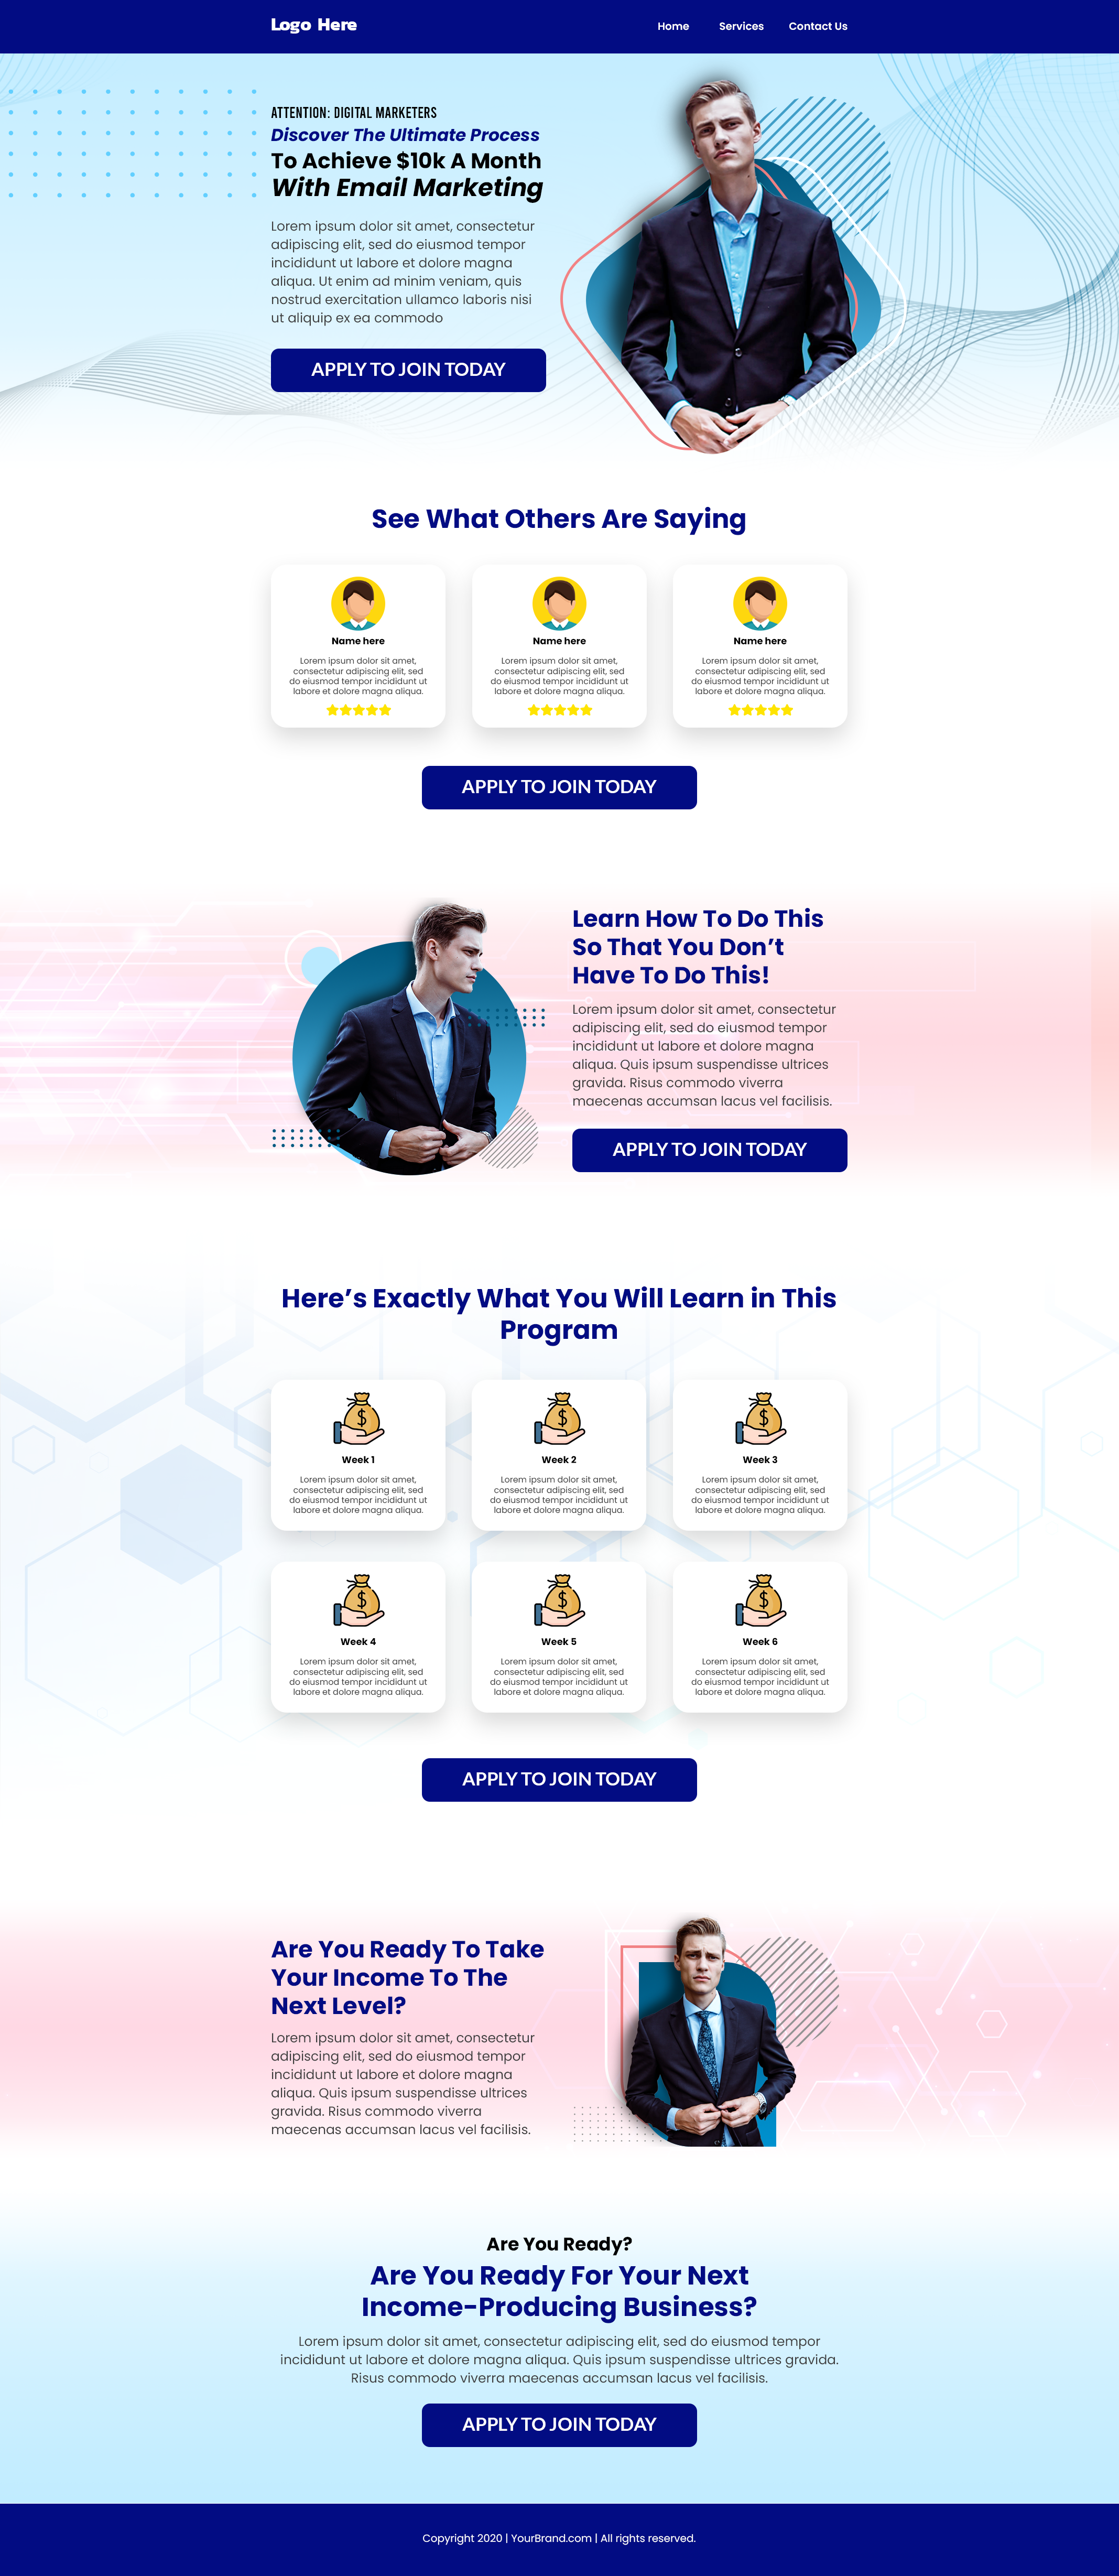 Logo Here
Home Services Contact Us
ATTENTION: DIGITAL MARKETERS
Discover The Ultimate Process
To Achieve $10k A Month
With Email Marketing
Lorem ipsum dolor sit amet, consectetur
adipiscing elit, sed do eiusmod tempor
incididunt ut labore et dolore magna
aliqua. Ut enim ad minim veniam, quis
nostrud exercitation ullamco laboris nisi
ut aliquip ex ea commodo
APPLY TO JOIN TODAY
See What Others Are Saying
Name here
Lorem ipsum dolor sit amet,
consectetur adipiscing elit, sed
do eiusmod tempor incididunt ut
labore et dolore magna aliqua.
Name here
Lorem ipsum dolor sit amet,
consectetur adipiscing elit, sed
do eiusmod tempor incididunt ut
labore et dolore magna aliqua.
Name here
Lorem ipsum dolor sit amet,
consectetur adipiscing elit, sed
do eiusmod tempor incididunt ut
labore et dolore magna aliqua.
APPLY TO JOIN TODAY
Learn How To Do This
So That You Don’t
Have To Do This!
Lorem ipsum dolor sit amet, consectetur
adipiscing elit, sed do eiusmod tempor
incididunt ut labore et dolore magna
aliqua. Quis ipsum suspendisse ultrices
gravida. Risus commodo viverra
maecenas accumsan lacus vel facilisis.
APPLY TO JOIN TODAY
Here’s Exactly What You Will Learn in This
Program
Week 1
Lorem ipsum dolor sit amet,
consectetur adipiscing elit, sed
do eiusmod tempor incididunt ut
labore et dolore magna aliqua.
Week 2
Lorem ipsum dolor sit amet,
consectetur adipiscing elit, sed
do eiusmod tempor incididunt ut
labore et dolore magna aliqua.
Week 3
Lorem ipsum dolor sit amet,
consectetur adipiscing elit, sed
do eiusmod tempor incididunt ut
labore et dolore magna aliqua.
Week 4
Lorem ipsum dolor sit amet,
consectetur adipiscing elit, sed
do eiusmod tempor incididunt ut
labore et dolore magna aliqua.
Week 5
Lorem ipsum dolor sit amet,
consectetur adipiscing elit, sed
do eiusmod tempor incididunt ut
labore et dolore magna aliqua.
Week 6
Lorem ipsum dolor sit amet,
consectetur adipiscing elit, sed
do eiusmod tempor incididunt ut
labore et dolore magna aliqua.
APPLY TO JOIN TODAY
Are You Ready To Take
Your Income To The
Next Level?
Lorem ipsum dolor sit amet, consectetur
adipiscing elit, sed do eiusmod tempor
incididunt ut labore et dolore magna
aliqua. Quis ipsum suspendisse ultrices
gravida. Risus commodo viverra
maecenas accumsan lacus vel facilisis.
Are You Ready?
Are You Ready For Your Next
Income-Producing Business?
Lorem ipsum dolor sit amet, consectetur adipiscing elit, sed do eiusmod tempor
incididunt ut labore et dolore magna aliqua. Quis ipsum suspendisse ultrices gravida.
Risus commodo viverra maecenas accumsan lacus vel facilisis.
APPLY TO JOIN TODAY
Copyright 2020 | YourBrand.com | All rights reserved.